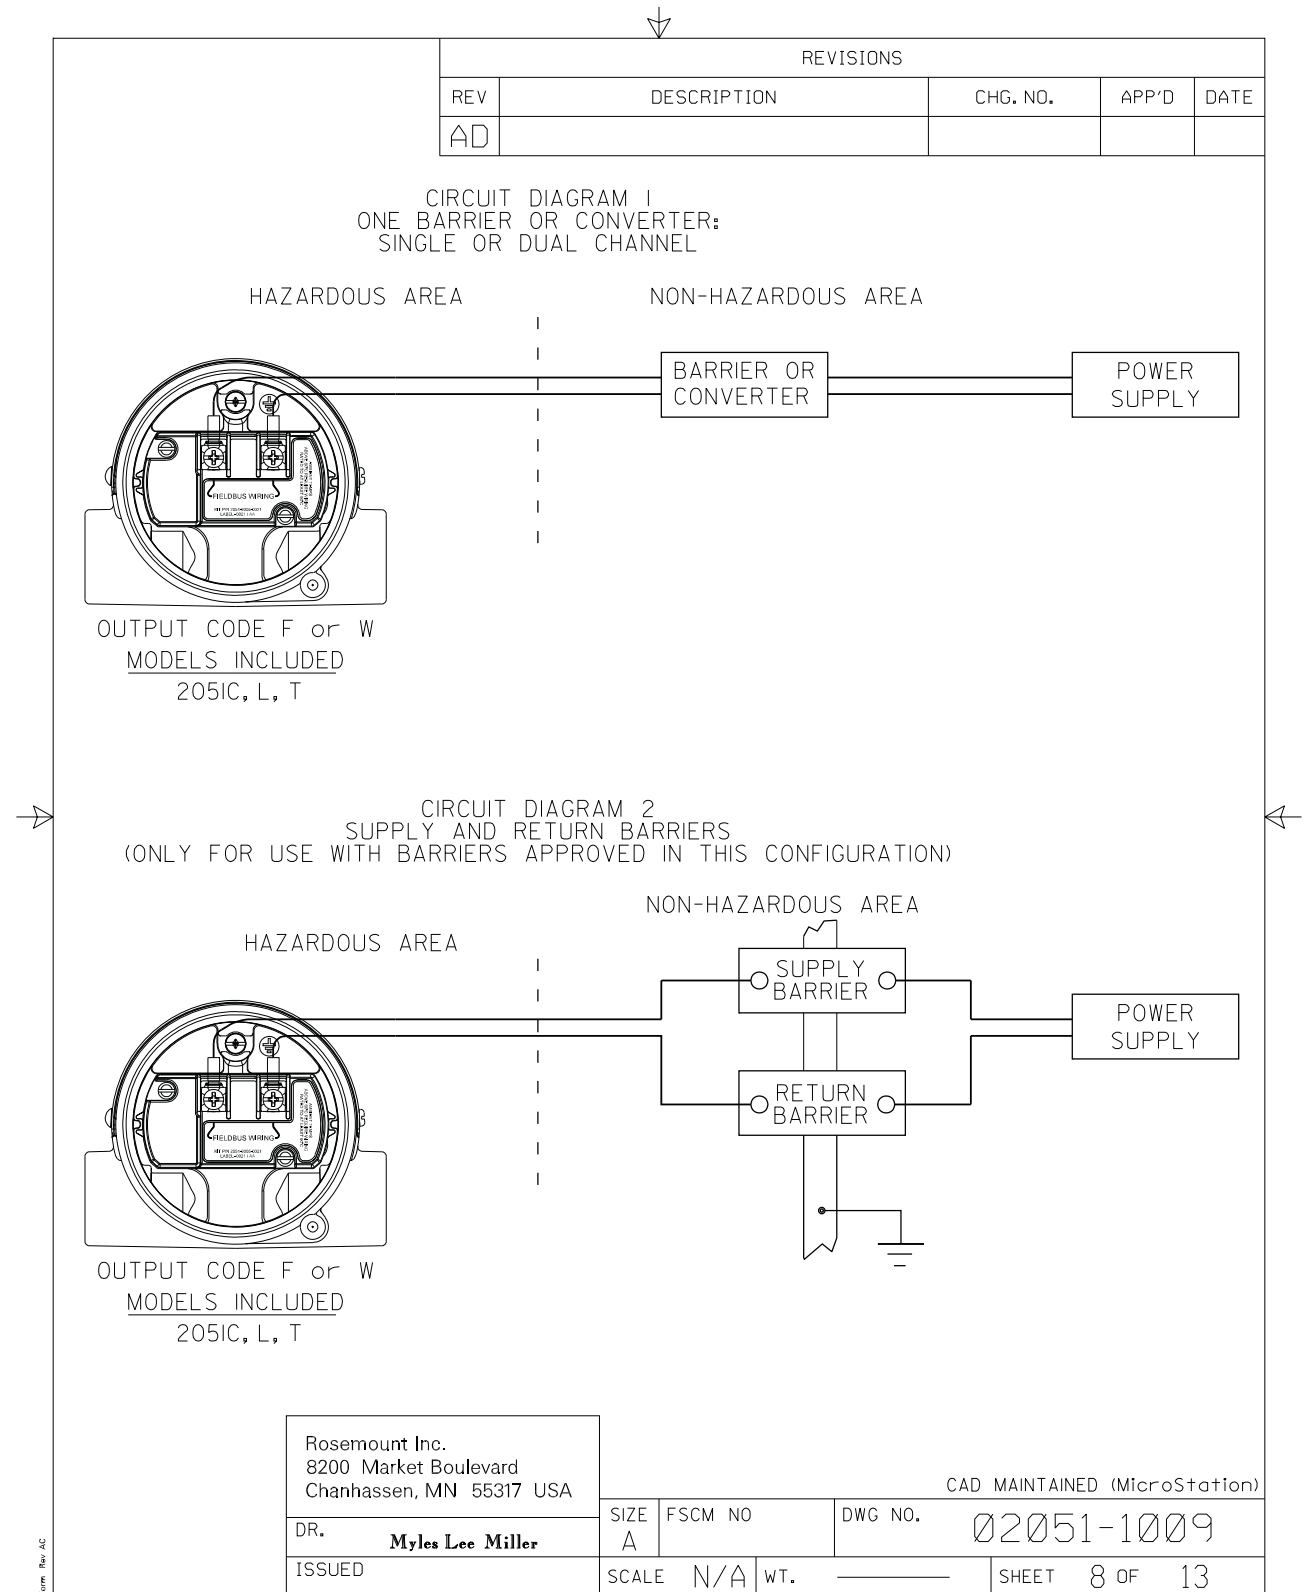 REVISIONS
REV DESCRIPTION CHG. NO. APP'D DATE
AD
CIRCUIT DIAGRAM 1
ONE BARRIER OR CONVERTER:
SINGLE OR DUAL CHANNEL
HAZARDOUS AREA NON-HAZARDOUS AREA
BARRIER OR
CONVERTER
POWER
SUPPLY
FIELDBUS WIRING
OUTPUT CODE F or W
MODELS INCLUDED
2051C, L, T
CIRCUIT DIAGRAM 2
SUPPLY AND RETURN BARRIERS
(ONLY FOR USE WITH BARRIERS APPROVED IN THIS CONFIGURATION)
NON-HAZARDOUS AREA
HAZARDOUS AREA
SUPPLY
BARRIER
POWER
SUPPLY
RETURN
BARRIER
FIELDBUS WIRING
OUTPUT CODE F or W
MODELS INCLUDED
2051C, L, T
Rosemount Inc.
8200 Market Boulevard
Chanhassen, MN 55317 USA
CAD MAINTAINED (MicroStation)
DR. Myles Lee Miller
SIZE A FSCM NO DWG NO. 02051-1009
ISSUED
SCALE N/A WT. SHEET 8 OF 13
Rev AC